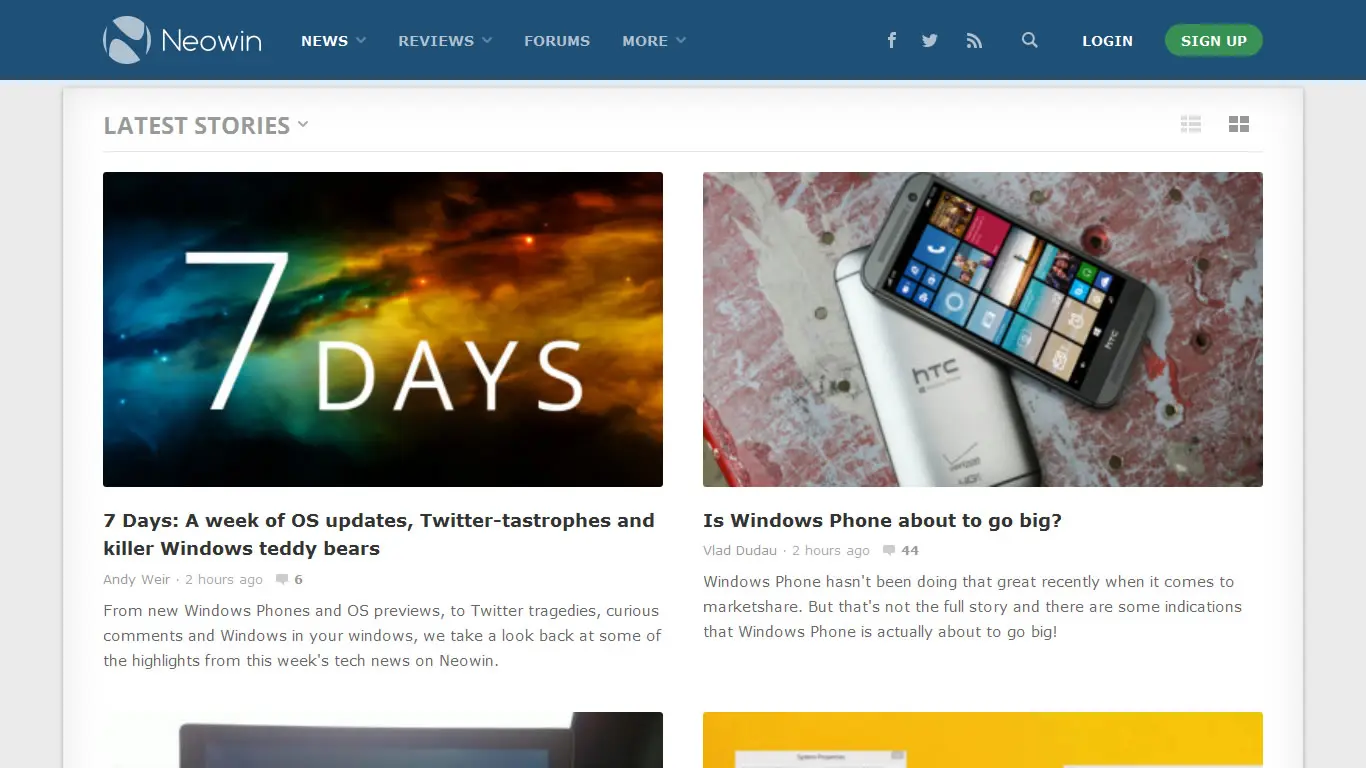 Neowin
NEWS
REVIEWS
FORUMS
MORE
LOGIN
SIGN UP
LATEST STORIES
7 DAYS
hTC
hTC
verizon
7 Days: A week of OS updates, Twitter-tastrophes and
killer Windows teddy bears
Andy Weir · 2 hours ago 6
From new Windows Phones and OS previews, to Twitter tragedies, curious
comments and Windows in your windows, we take a look back at some of
the highlights from this week's tech news on Neowin.
Is Windows Phone about to go big?
Vlad Dudau · 2 hours ago 44
Windows Phone hasn't been doing that great recently when it comes to
marketshare. But that's not the full story and there are some indications
that Windows Phone is actually about to go big!
System Properties